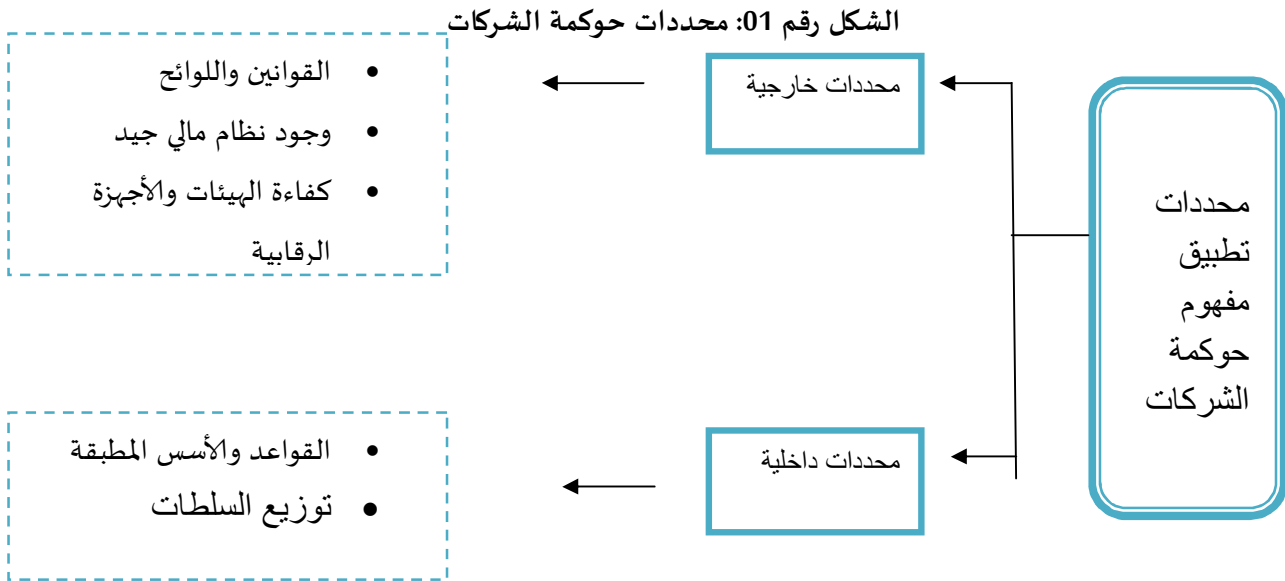 الشكل رقم 01: محددات حوكمة الشركات
محددات
تطبيق
مفهوم
حوكمة
الشركات
محددات خارجية
• القوانين واللوائح
• وجود نظام مالي جيد
• كفاءة الهيئات والأجهزة
الرقابية
محددات داخلية
• القواعد والأسس المطبقة
• توزيع السلطات